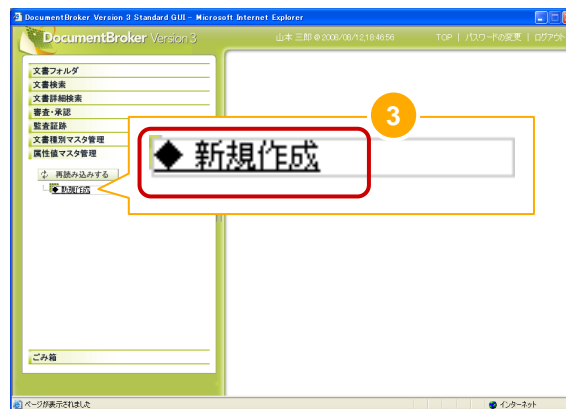 DocumentBroker Version 3 Standard GUI - Microsoft Internet Explorer
DocumentBroker Version 3
山本 三郎@2008/08/12,18:46:56 TOP | パスワードの変更 | ログアウト
文書フォルダ
文書検索
文書詳細検索
審査・承認
監査証跡
文書種別マスタ管理
属性値マスタ管理
再読み込みする
◆ 新規作成
3
◆ 新規作成
ごみ箱
ページが表示されました
インターネット